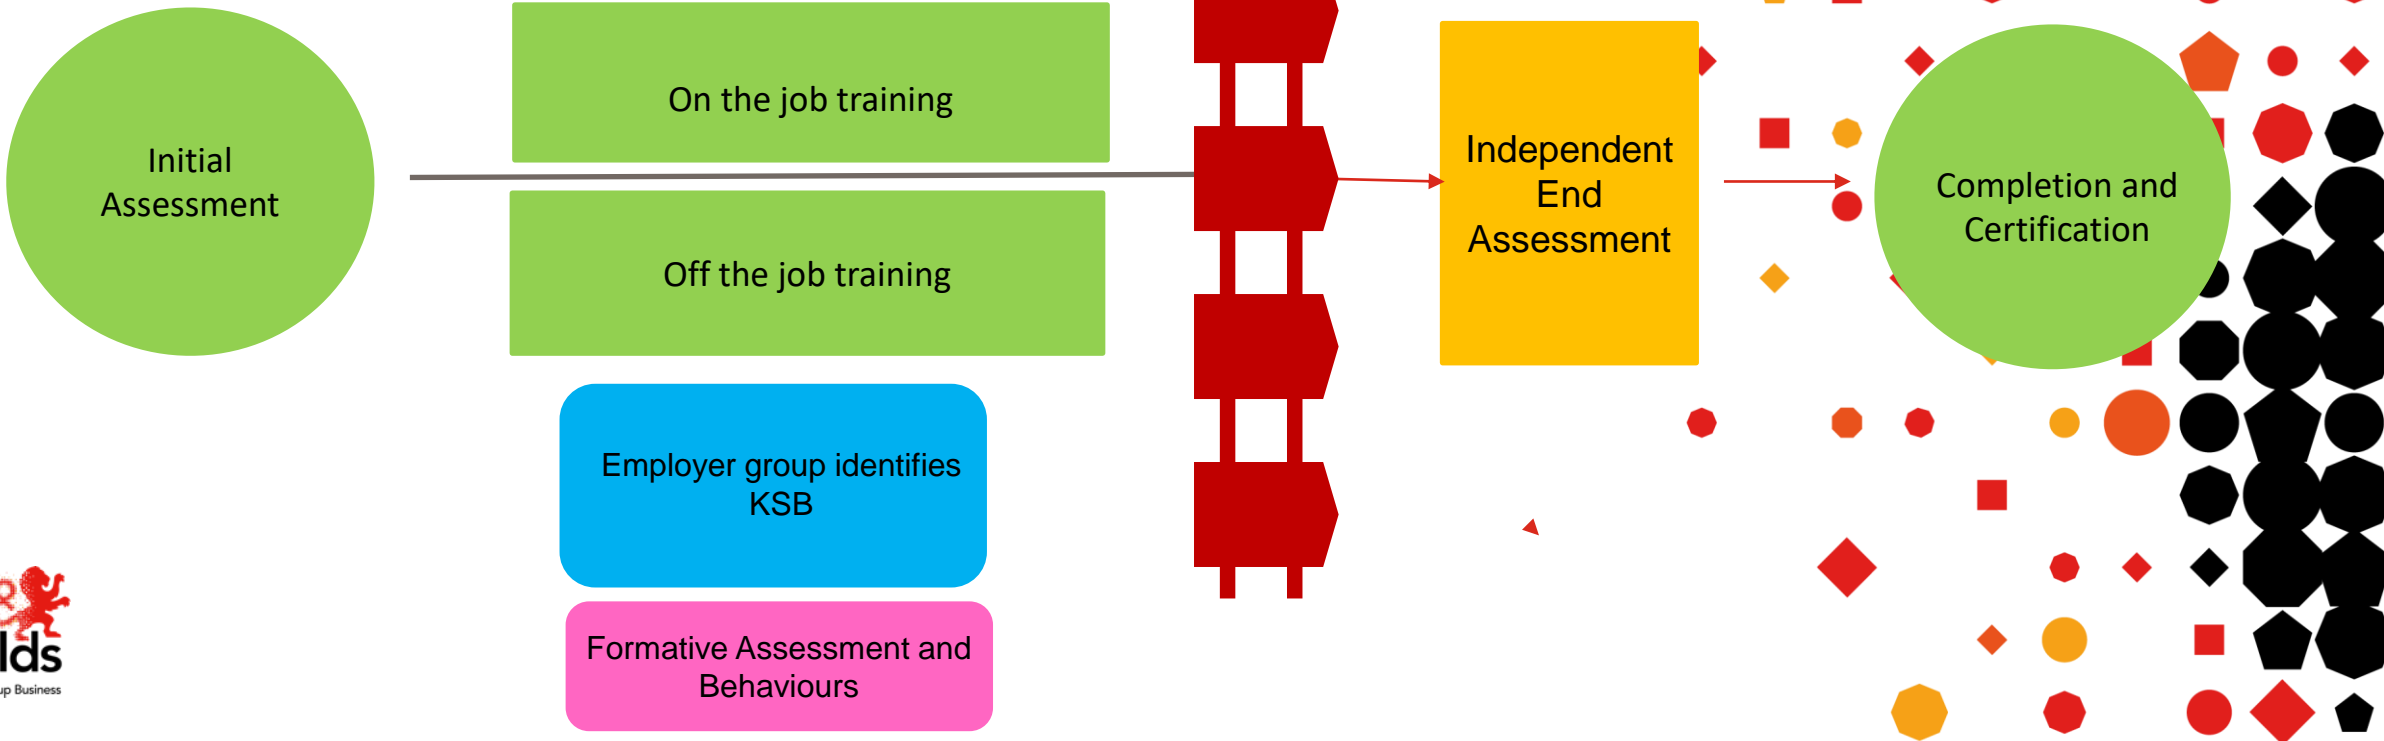 Initial
Assessment
On the job training
Off the job training
Employer group identifies
KSB
Formative Assessment and
Behaviours
Independent
End
Assessment
Completion and
Certification
&
lds
up Business